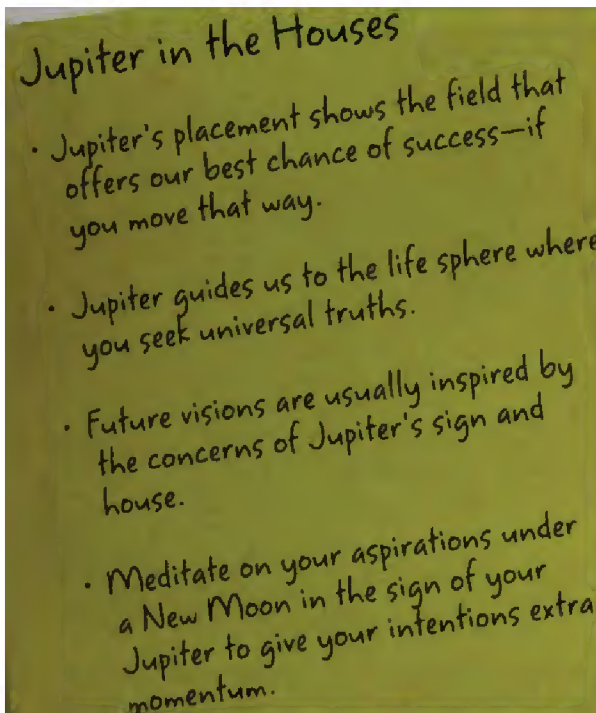 Jupiter in the Houses
• Jupiter's placement shows the field that
offers our best chance of success—if
you move that way.
• Jupiter guides us to the life sphere where
you seek universal truths.
• Future visions are usually inspired by
the concerns of Jupiter's sign and
house.
• Meditate on your aspirations under
a New Moon in the sign of your
Jupiter to give your intentions extra
momentum.